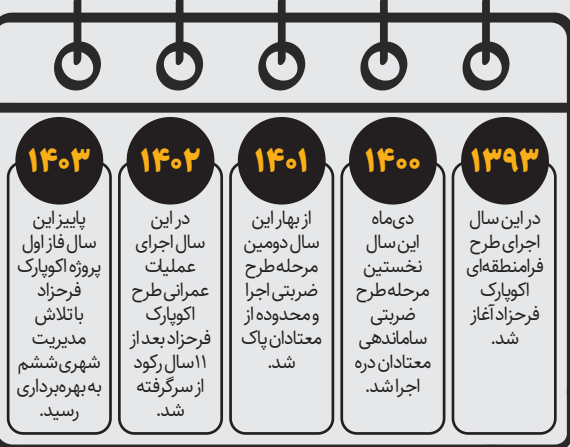 ۱۳۹۳
در این سال
اجرای طرح
فرامنطقه‌ای
اکوپارک
فرحزاد آغاز
شد.
۱۴۰۰
دی‌ماه
این سال
نخستین
مرحله طرح
ضربتی
ساماندهی
معتادان دره
اجرا شد.
۱۴۰۱
از بهار این
سال دومین
مرحله طرح
ضربتی اجرا
و محدوده از
معتادان پاک
شد.
۱۴۰۲
در این
سال اجرای
عملیات
عمرانی طرح
اکوپارک
فرحزاد بعد از
۱۱سال رکود
از سر گرفته
شد.
۱۴۰۳
پاییز این
سال فاز اول
پروژه اکوپارک
فرحزاد
با تلاش
مدیریت
شهری ششم
به بهره‌برداری
رسید.